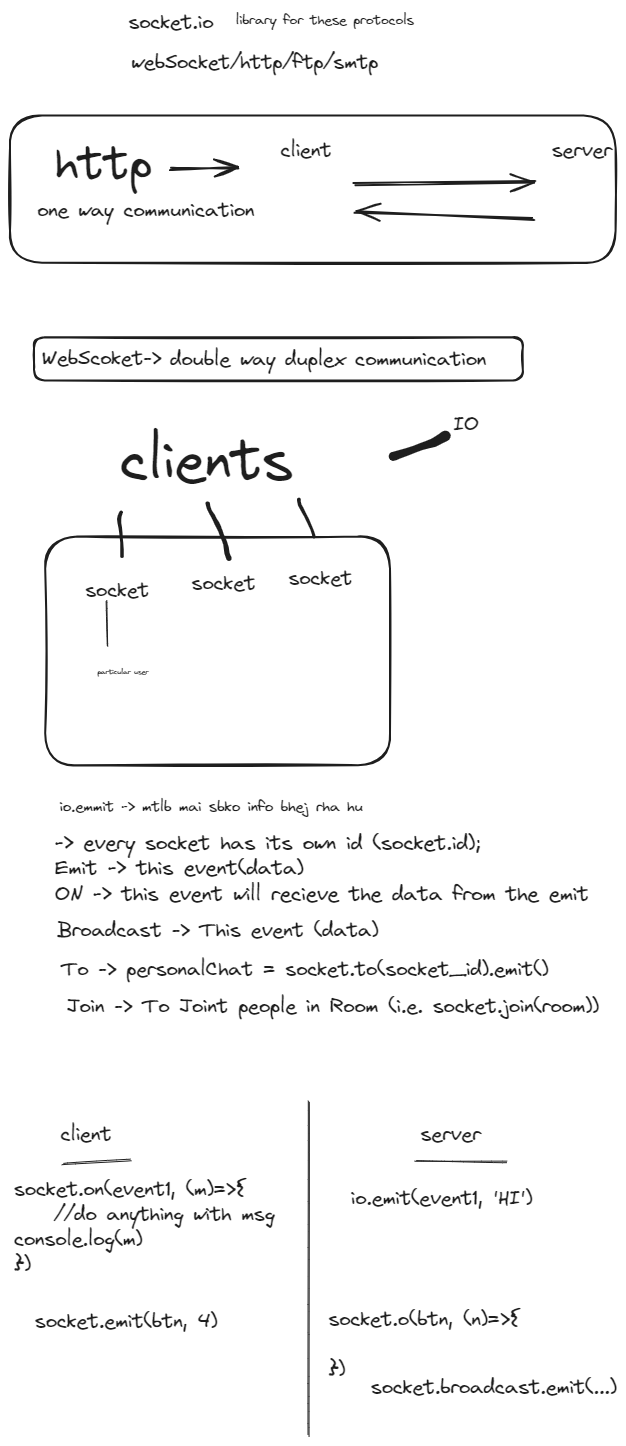 socket.io library for these protocols
webSocket/http/ftp/smtp
http
client
server
one way communication
WebScoket-> double way duplex communication
IO
clients
socket socket socket
particular user
io.emmit -> mtlb mai sbko info bhej rha hu
-> every socket has its own id (socket.id);
Emit -> this event(data)
ON -> this event will recieve the data from the emit
Broadcast -> This event (data)
To -> personalChat = socket.to(socket_id).emit()
Join -> To Joint people in Room (i.e. socket.join(room))
client
socket.on(event1, (m)=>{
//do anything with msg
console.log(m)
})
socket.emit(btn, 4)
server
io.emit(event1, 'HI')
socket.o(btn, (n)=>{
})
socket.broadcast.emit(...)